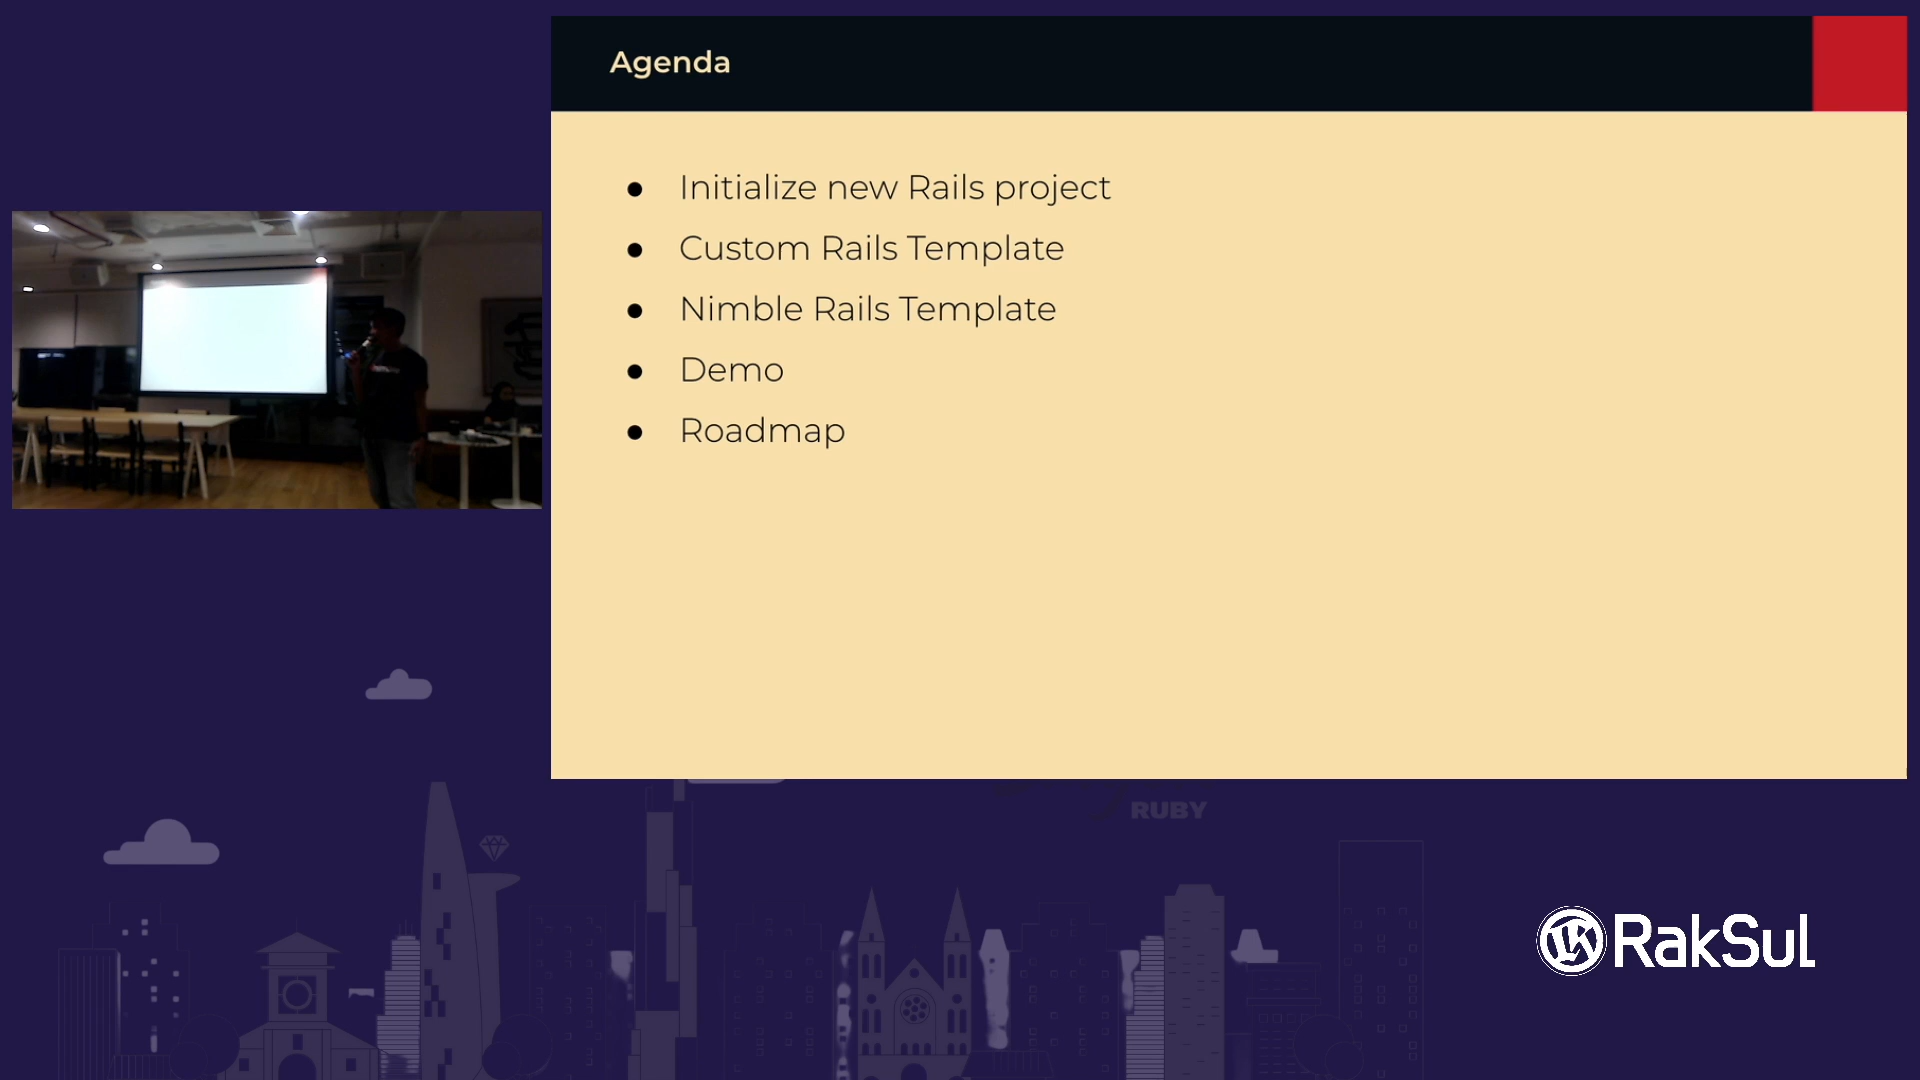 Agenda
Initialize new Rails project
Custom Rails Template
Nimble Rails Template
Demo
Roadmap
RUBY
RakSul